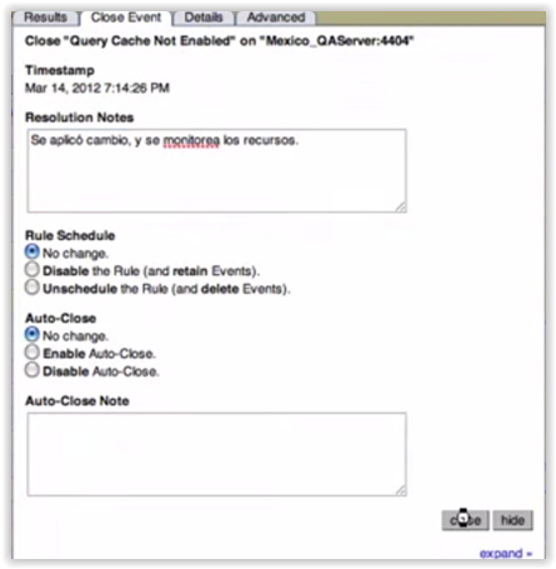 Results Close Event Details Advanced
Close "Query Cache Not Enabled" on "Mexico_QAServer:4404"
Timestamp
Mar 14, 2012 7:14:26 PM
Resolution Notes
Se aplicó cambio, y se monitorea los recursos.
Rule Schedule
No change.
Disable the Rule (and retain Events).
Unschedule the Rule (and delete Events).
Auto-Close
No change.
Enable Auto-Close.
Disable Auto-Close.
Auto-Close Note
close hide
expand =